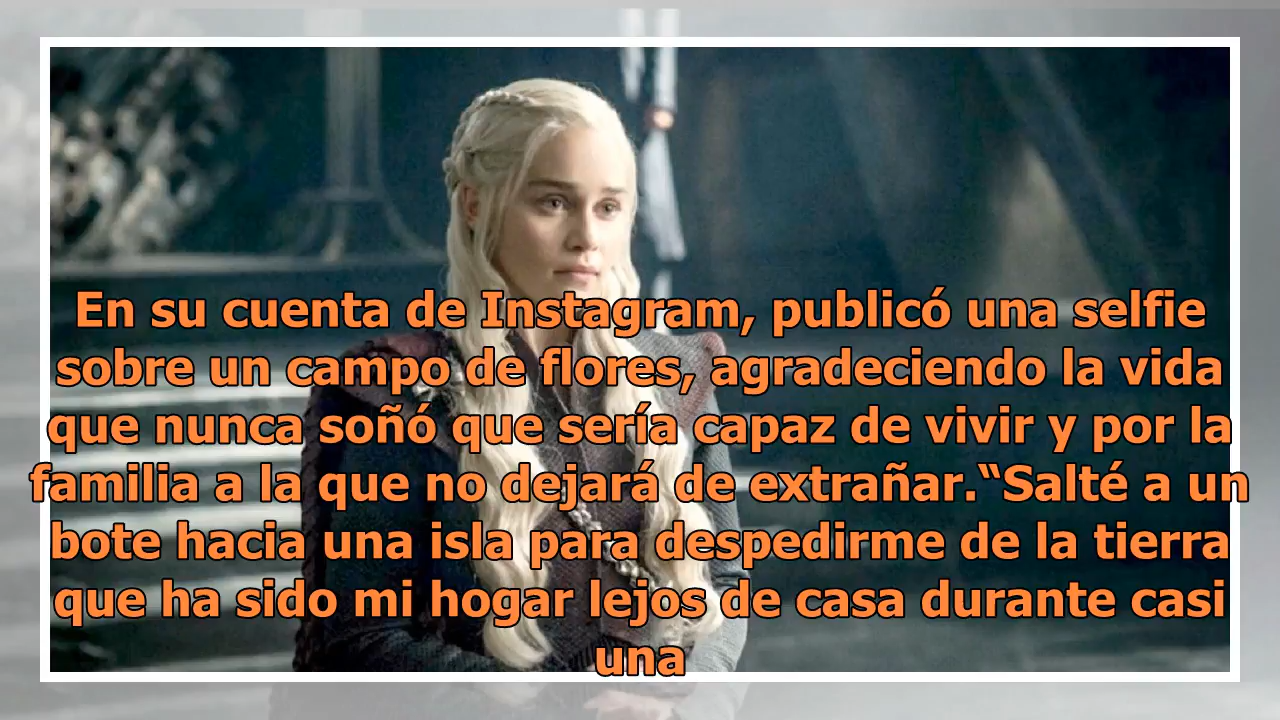 En su cuenta de Instagram, publicó una selfie
sobre un campo de flores, agradeciendo la vida
que nunca soñó que sería capaz de vivir y por la
familia a la que no dejará de extrañar.“Salté a un
bote hacia una isla para despedirme de la tierra
que ha sido mi hogar lejos de casa durante casi
una